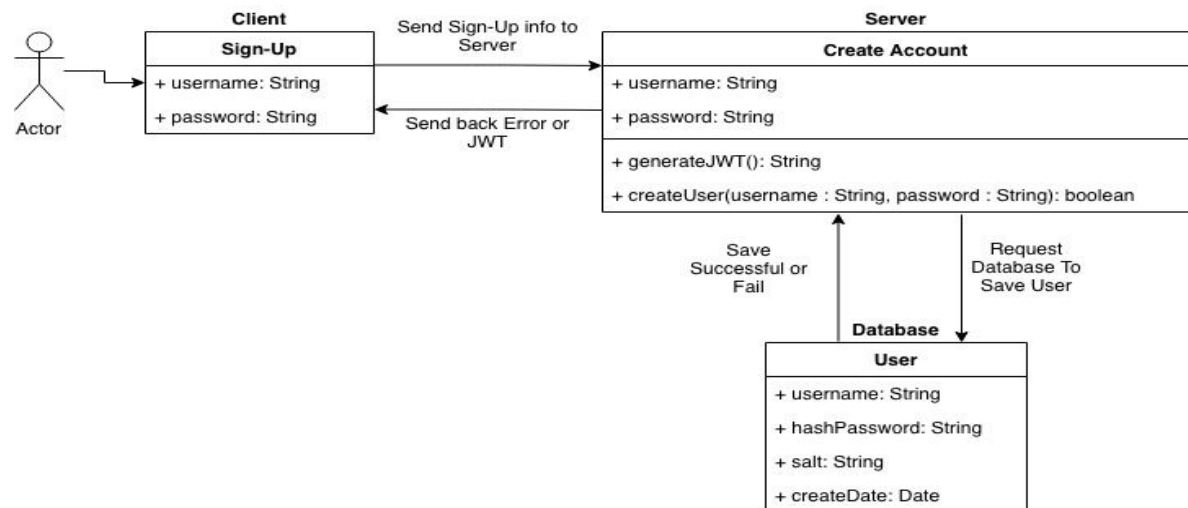 Client
Server
Send Sign-Up info to
Server
Sign-Up
Create Account
+ username: String
+ password: String
+ username: String
+ password: String
Actor
Send back Error or
JWT
+ generateJWT(): String
+ createUser(username : String, password : String): boolean
Save
Successful or
Fail
Request
Database To
Save User
Database
User
+ username: String
+ hashPassword: String
+ salt: String
+ createDate: Date